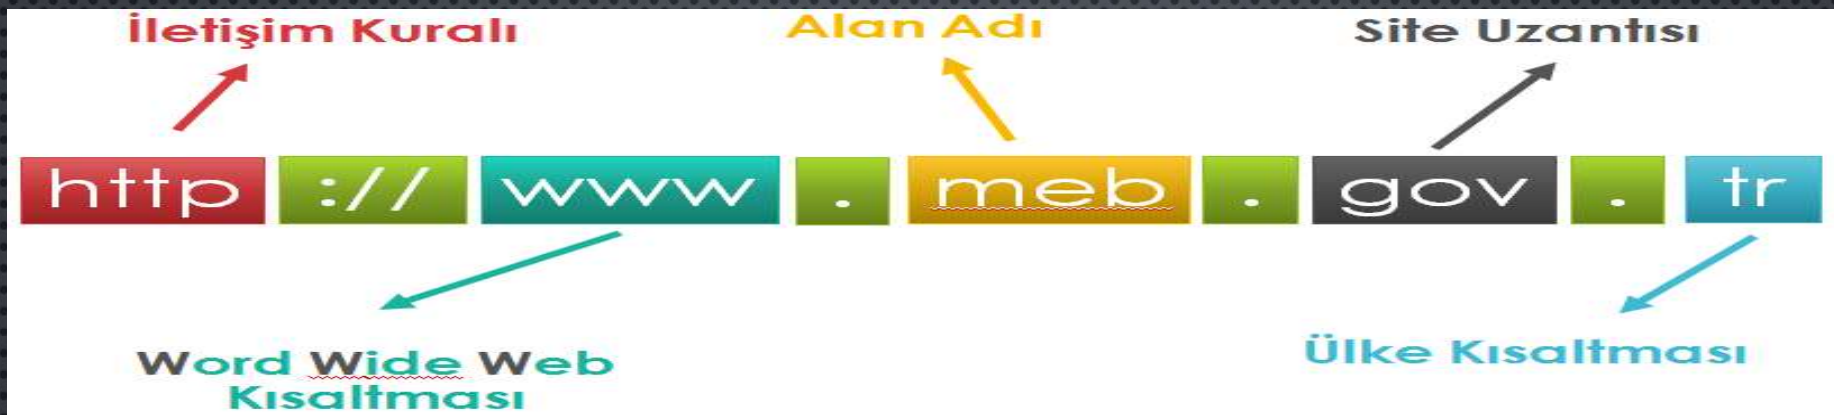 İletişim Kuralı Alan Adı Site Uzantısı
http :// www . meb . gov . tr
Word Wide Web
Kısaltması
Ülke Kısaltması